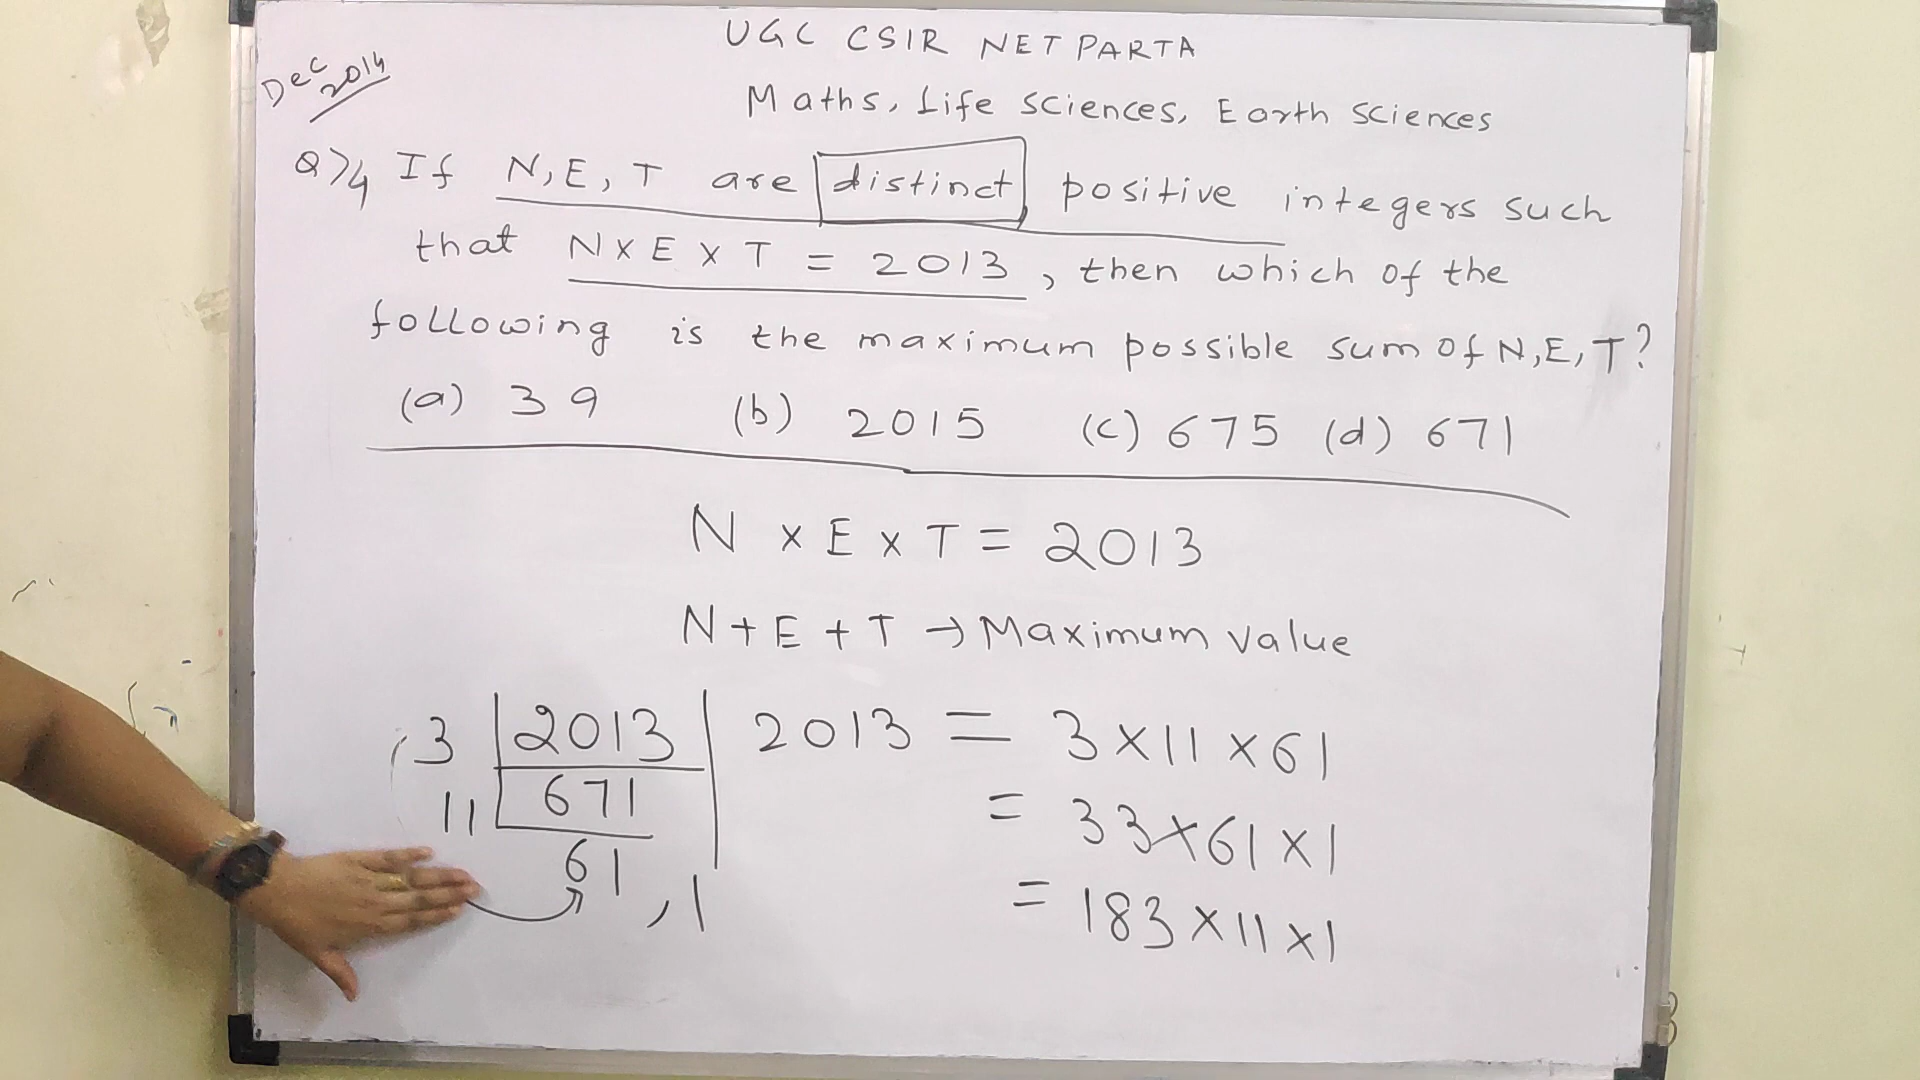 UGC CSIR NET PARTA
Dec 2014
Maths, Life Sciences, Earth Sciences
Q>4 If N, E, T are distinct positive integers such
that N x E x T = 2013, then which of the
following is the maximum possible sum of N, E, T?
(a) 39 (b) 2015 (c) 675 (d) 671
N x E x T = 2013
N + E + T → Maximum value
3 | 2013 | 2013 = 3 x 11 x 61
11 | 671 = 33 x 61 x 1
61, 1 = 183 x 11 x 1